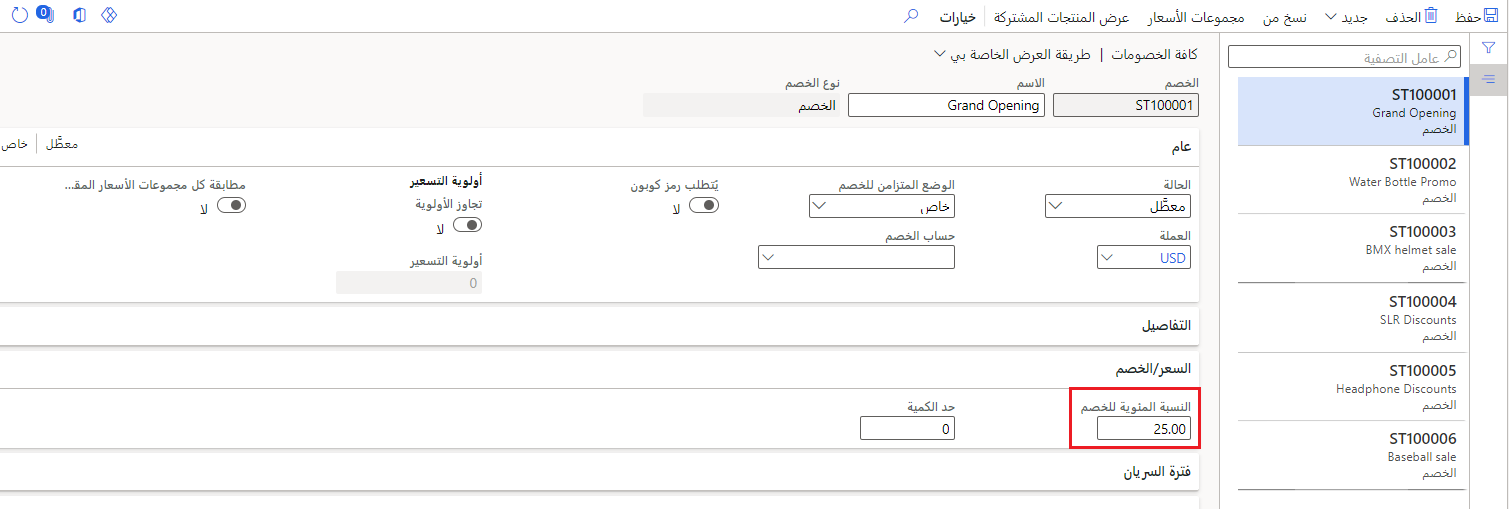 حفظ الحذف جديد نسخ من مجموعات الأسعار عرض المنتجات المشتركة خيارات 0
عامل التصفية
ST100001
Grand Opening
الخصم
ST100002
Water Bottle Promo
الخصم
ST100003
BMX helmet sale
الخصم
ST100004
SLR Discounts
الخصم
ST100005
Headphone Discounts
الخصم
ST100006
Baseball sale
الخصم
كافة الخصومات | طريقة العرض الخاصة بي
الخصم الاسم نوع الخصم
ST100001 Grand Opening الخصم
عام معطَّل خاص
الحالة الوضع المتزامن للخصم يُتطلب رمز كوبون أولوية التسعير مطابقة كل مجموعات الأسعار المق...
معطَّل خاص لا تجاوز الأولوية لا
لا
العملة حساب الخصم أولوية التسعير
USD 0
التفاصيل
السعر/الخصم
النسبة المئوية للخصم حد الكمية
25.00 0
فترة السريان